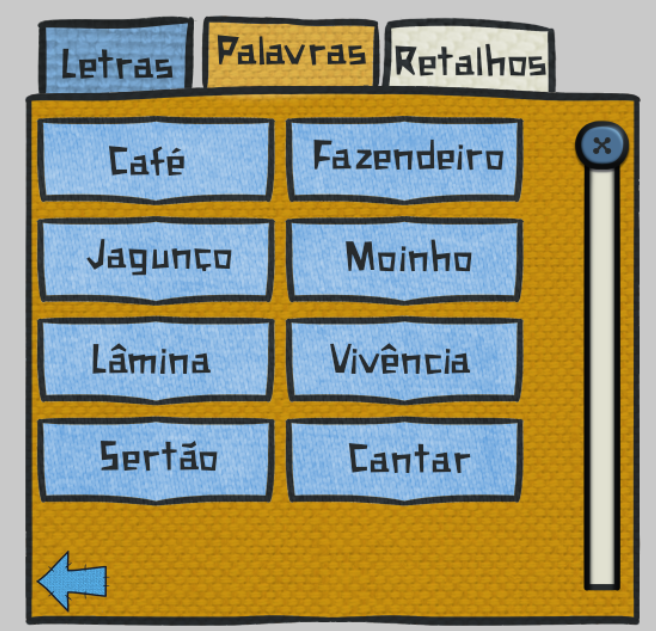 Letras Palavras Retalhos
Café Fazendeiro
Jagunço Moinho
Lâmina Vivência
Sertão Cantar